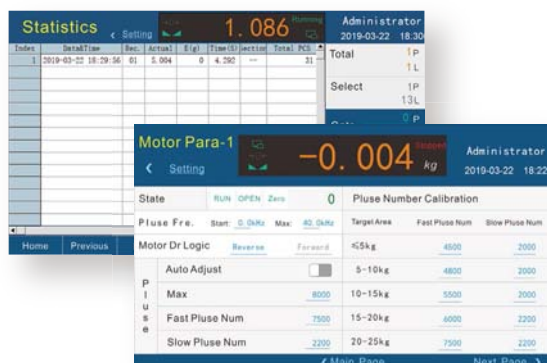 Statistics
< Setting
1.086
Running
Administrator
2019-03-22 18:30
Index Data&Time Rec. Actual E(g) Time(S) ection Total PCS
1 2019-03-22 18:29:56 01 5.004 0 4.292 -- 31
Total 1P
1L
Select 1P
13L
0 P
Home Previous
Motor Para-1
< Setting
-0.004 kg
Stopped
Administrator
2019-03-22 18:22
State RUN OPEN Zero 0
Pluse Fre. Start: 0.0kHz Max: 40.0kHz
Motor Dr Logic Reverse Forward
Pluse
Auto Adjust
Max 8000
Fast Pluse Num 7500
Slow Pluse Num 2200
Pluse Number Calibration
Target Area Fast Pluse Num Slow Pluse Num
≤5kg 4500 2000
5-10kg 4800 2000
10-15kg 5500 2000
15-20kg 6000 2200
20-25kg 7500 2200
< Main Page Next Page >